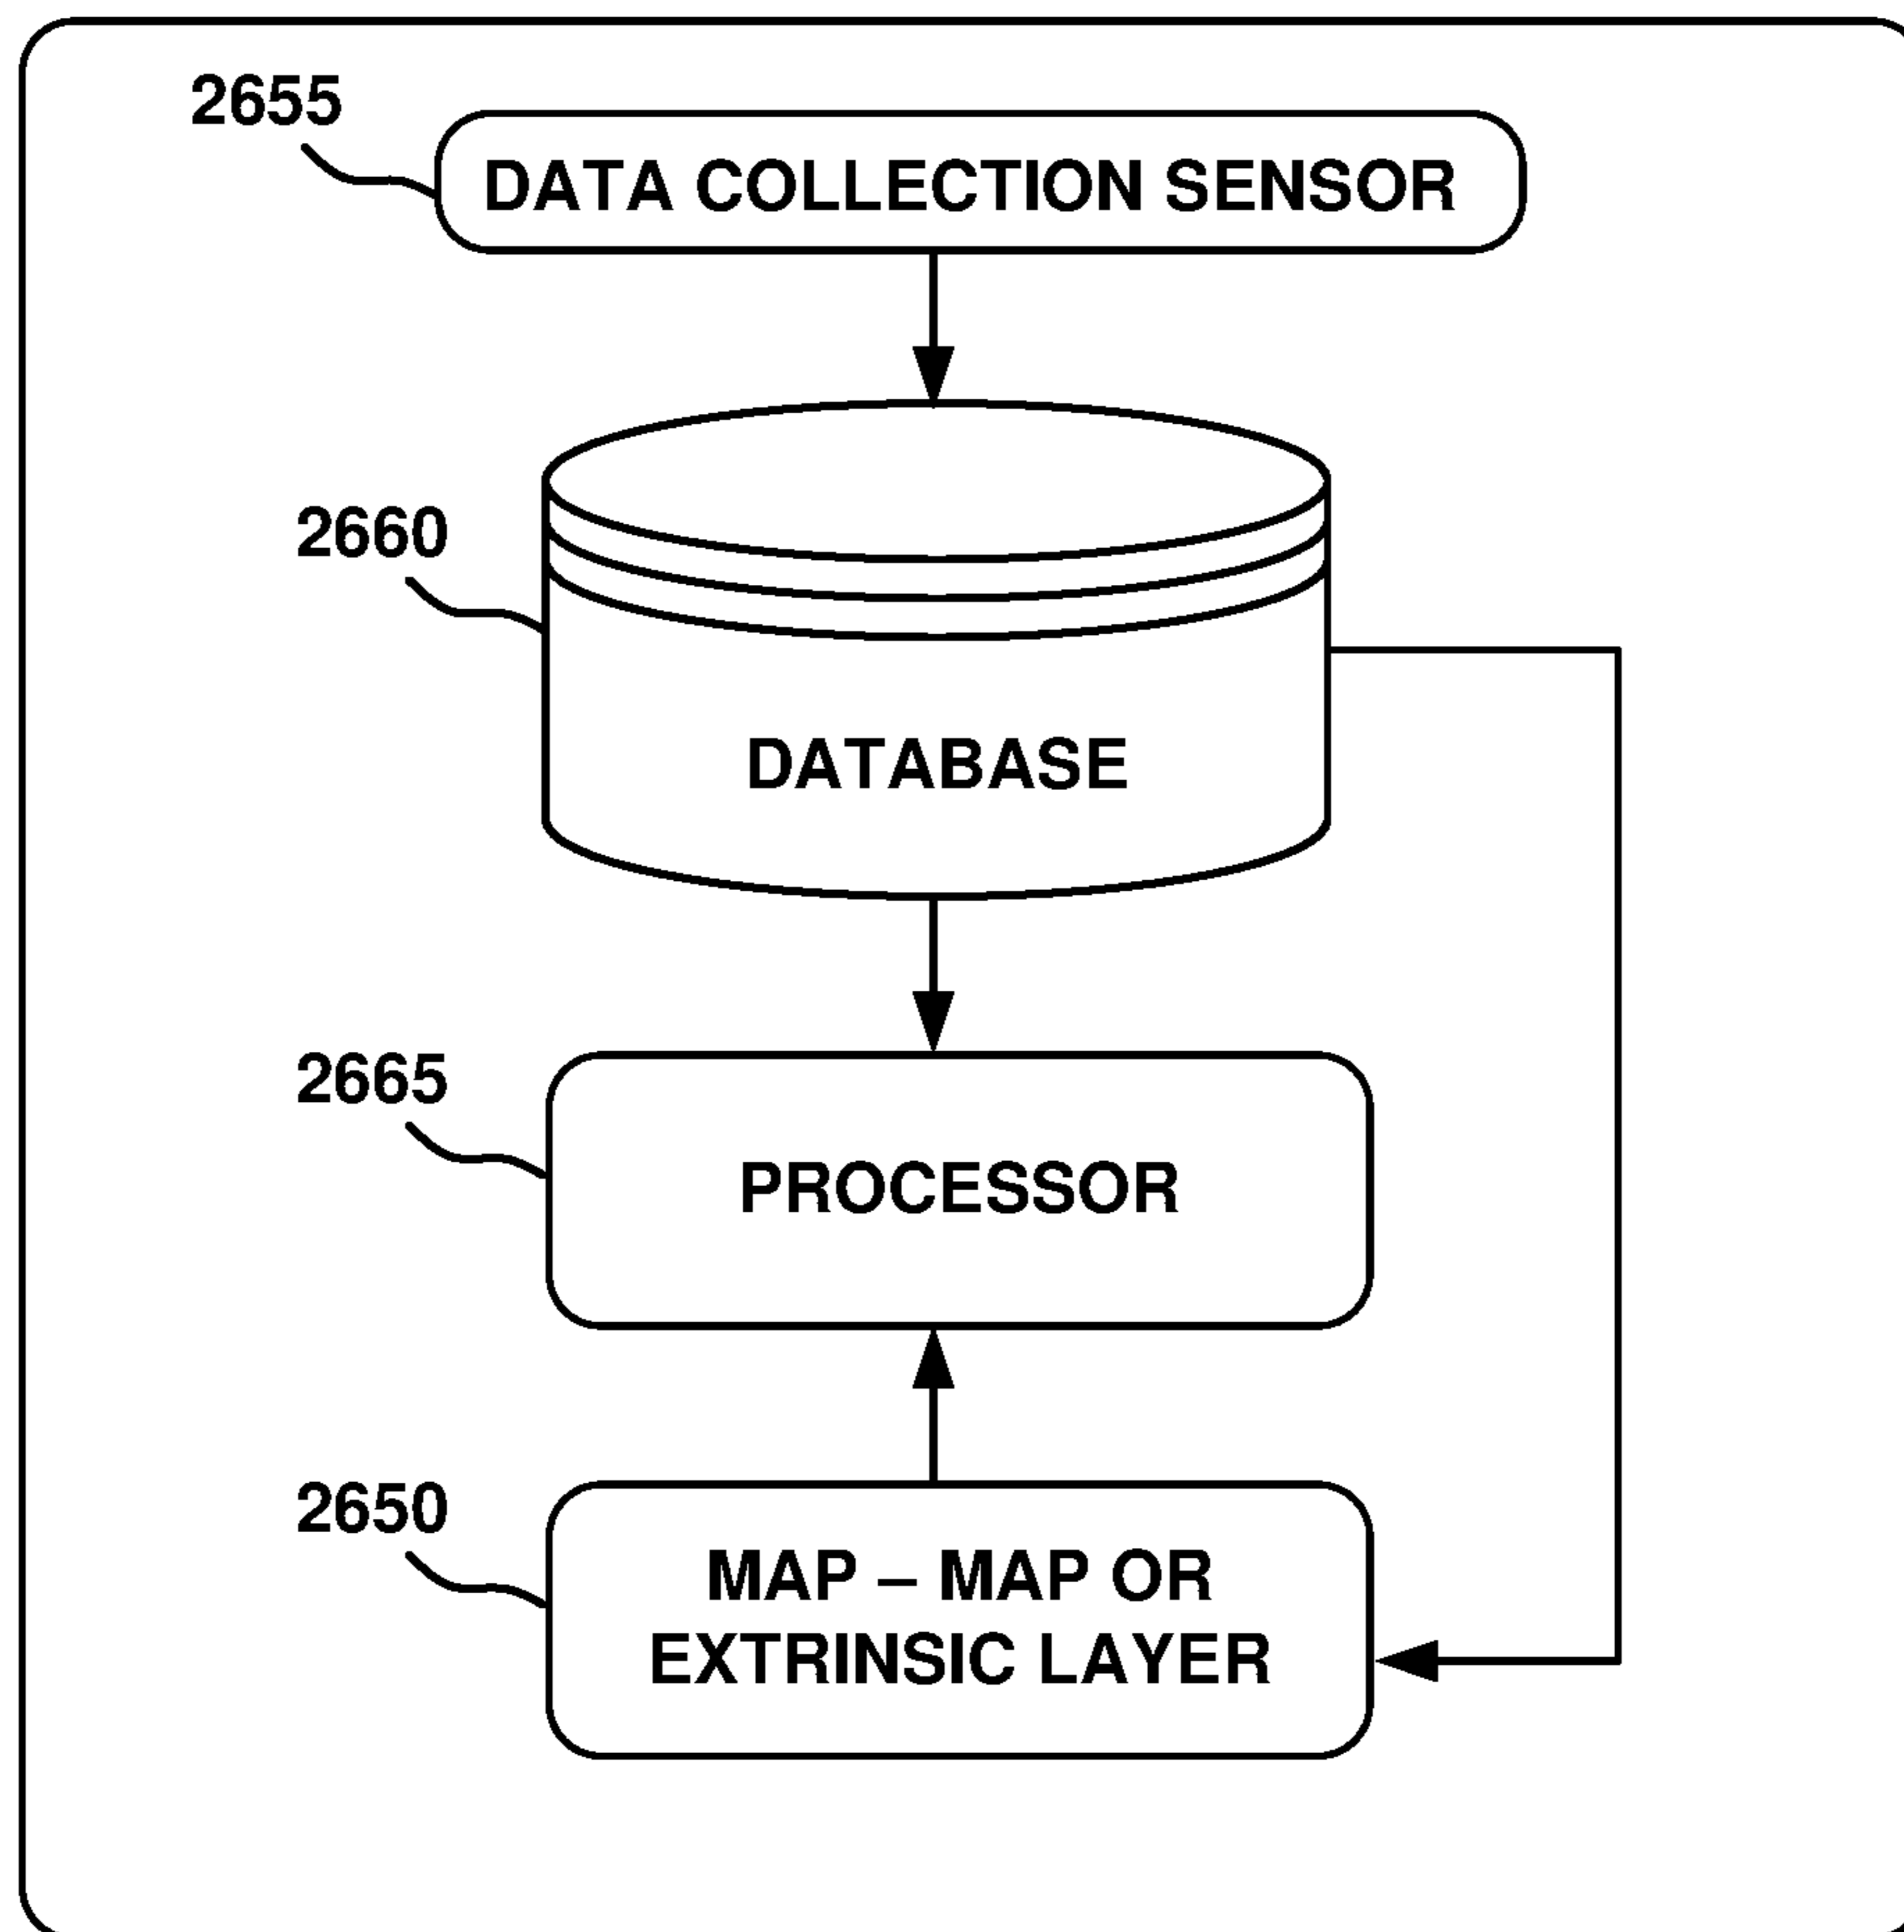 2655
DATA COLLECTION SENSOR
2660
DATABASE
2665
PROCESSOR
2650
MAP – MAP OR
EXTRINSIC LAYER